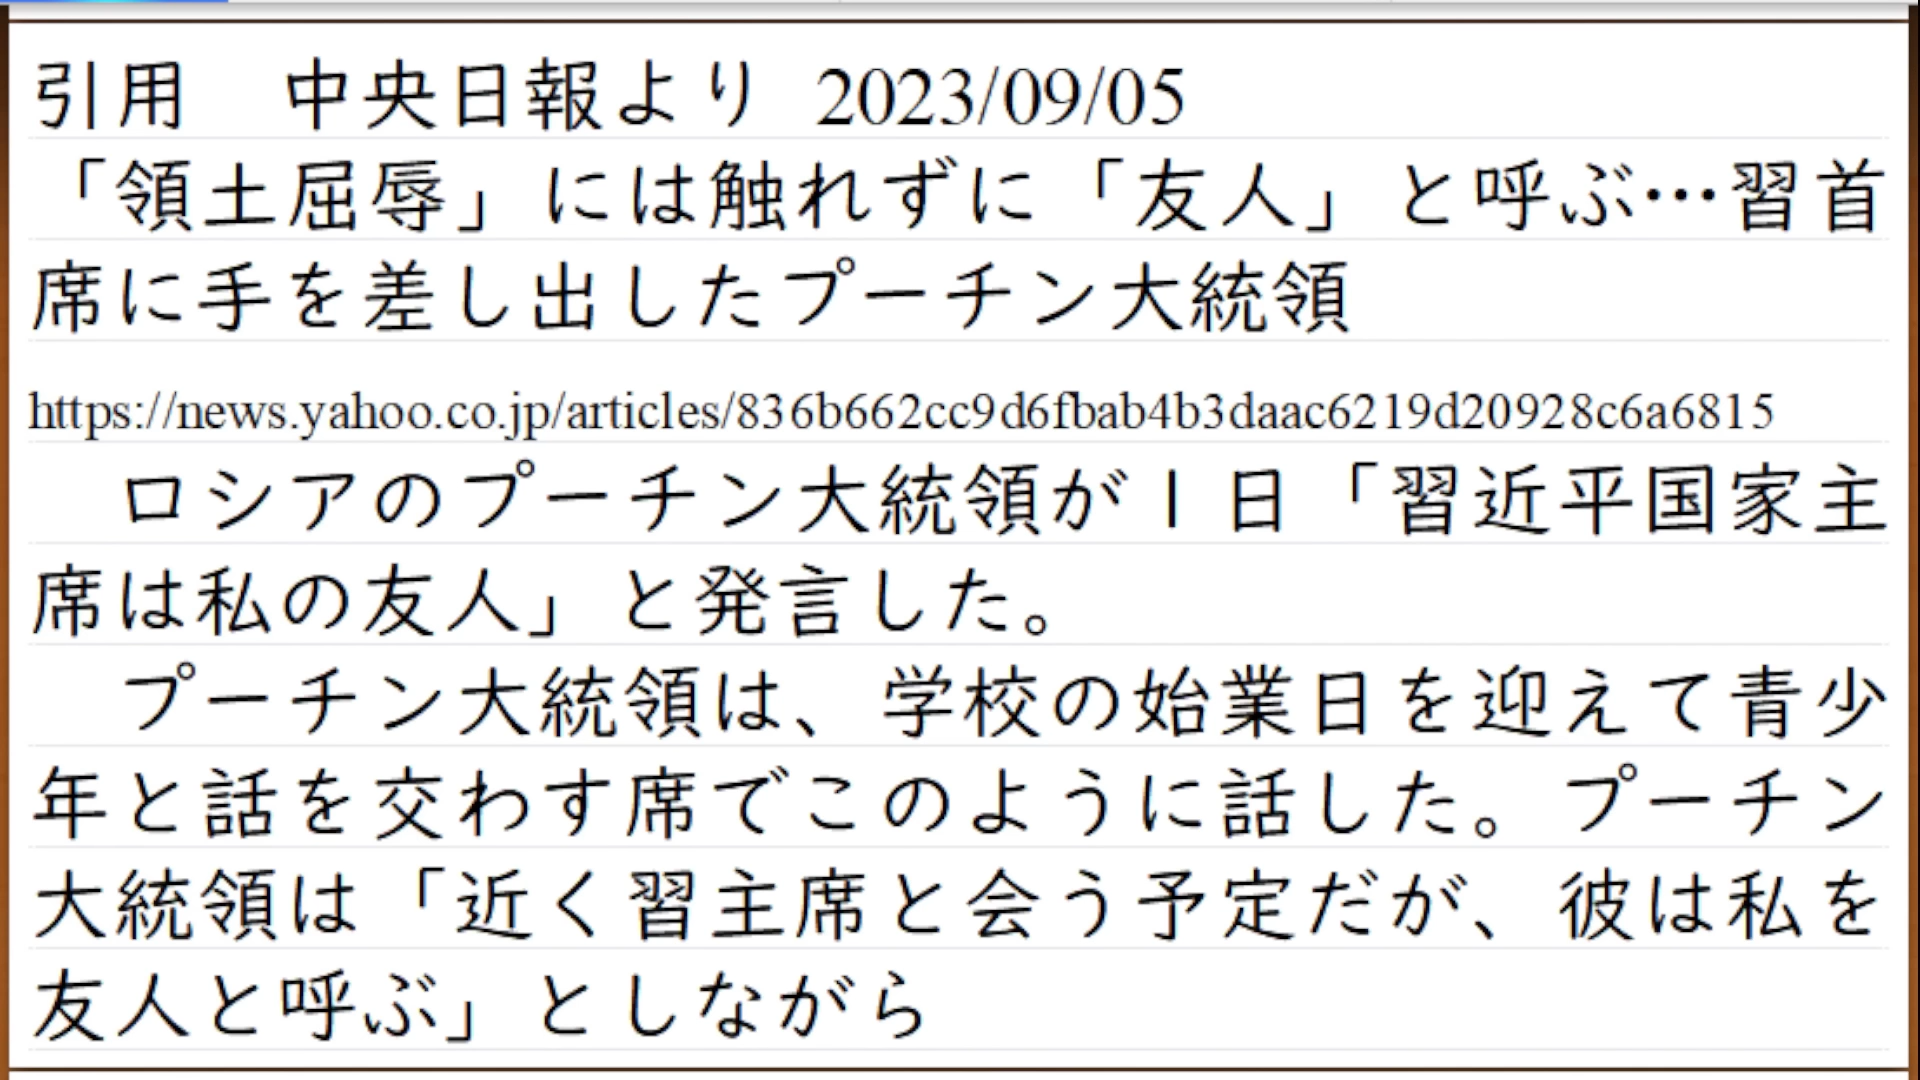 引用　中央日報より 2023/09/05
「領土屈辱」には触れずに「友人」と呼ぶ…習首
席に手を差し出したプーチン大統領
https://news.yahoo.co.jp/articles/836b662cc9d6fbab4b3daac6219d20928c6a6815
　ロシアのプーチン大統領が１日「習近平国家主
席は私の友人」と発言した。
　プーチン大統領は、学校の始業日を迎えて青少
年と話を交わす席でこのように話した。プーチン
大統領は「近く習主席と会う予定だが、彼は私を
友人と呼ぶ」としながら